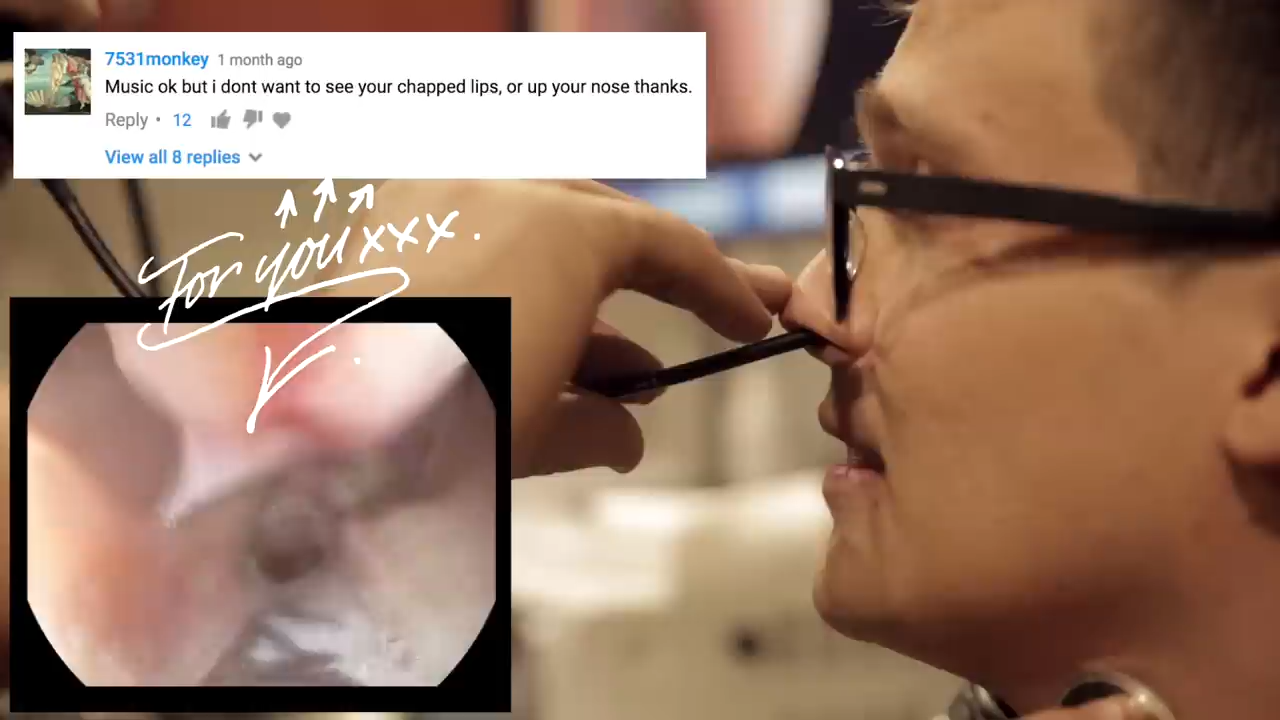 7531monkey 1 month ago
Music ok but i dont want to see your chapped lips, or up your nose thanks.
Reply • 12
View all 8 replies
For you xxx.